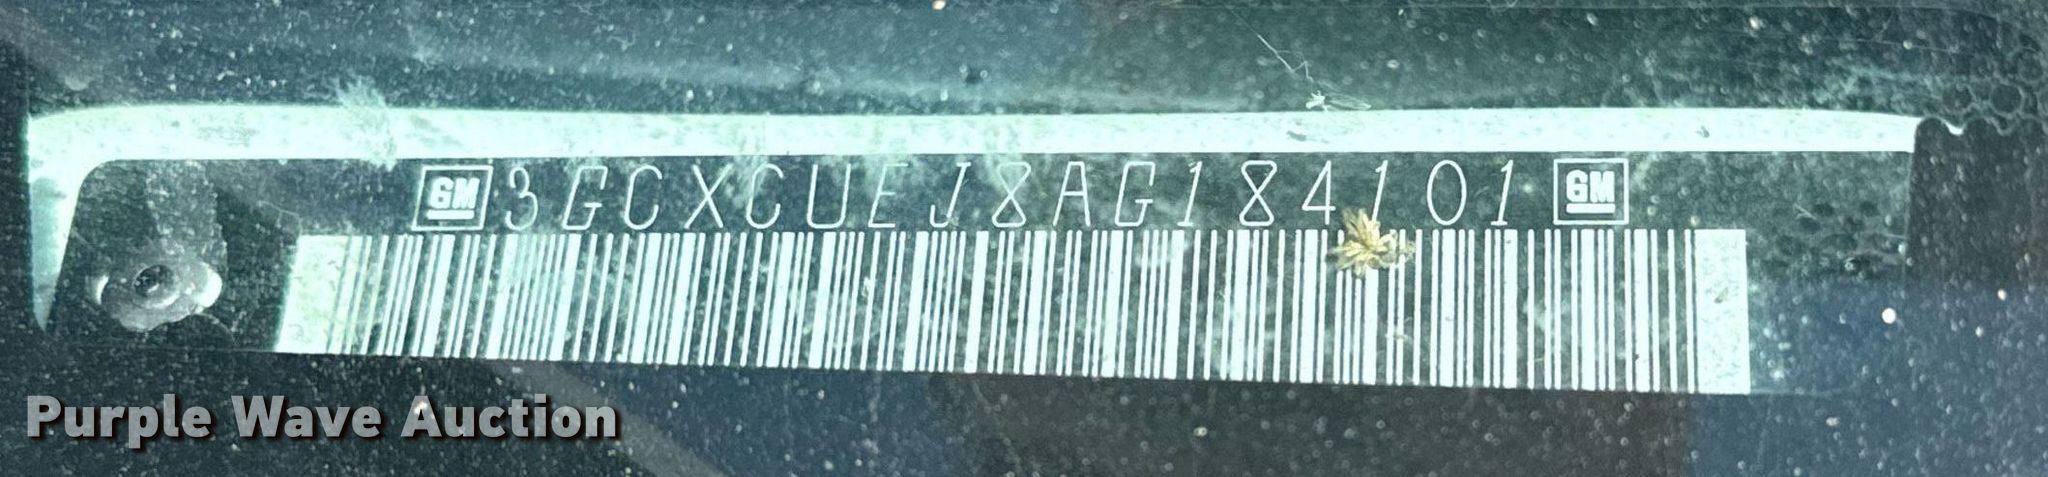 GM 3GCXCUEJ8AG184101 GM
Purple Wave Auction